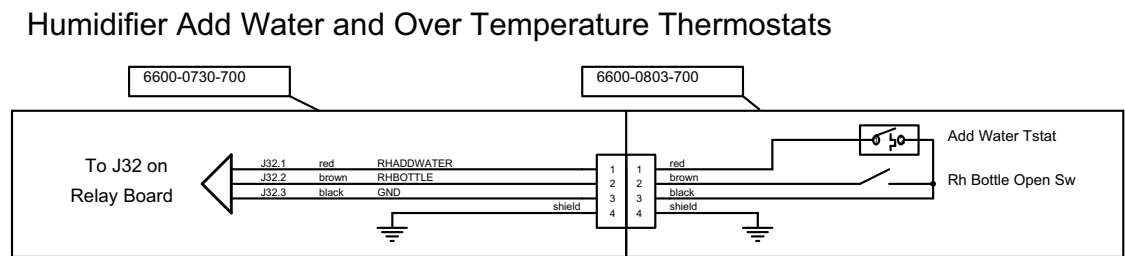 Humidifier Add Water and Over Temperature Thermostats
6600-0730-700
6600-0803-700
To J32 on
Relay Board
J32.1 red RHADDWATER
J32.2 brown RHBOTTLE
J32.3 black GND
shield
1 1
2 2
3 3
4 4
red
brown
black
shield
Add Water Tstat
Rh Bottle Open Sw